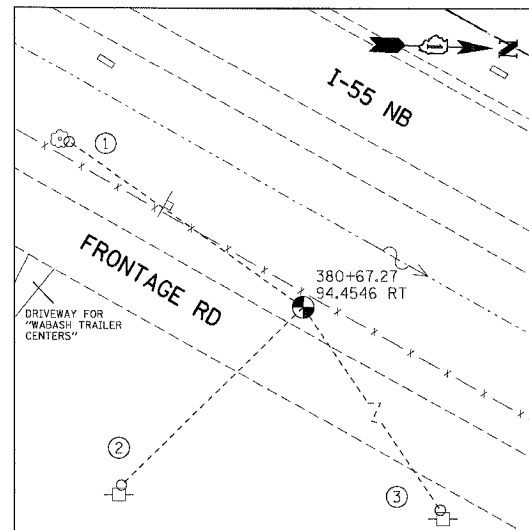 N
I-55 NB
1
380+67.27
94.4546 RT
FRONTAGE RD
DRIVEWAY FOR
"WABASH TRAILER
CENTERS"
2
3